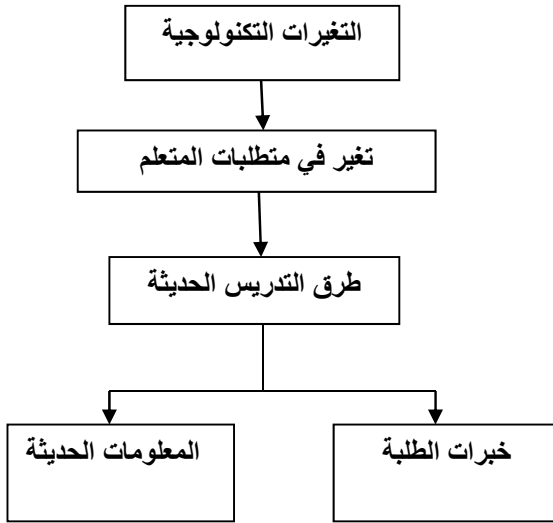 التغيرات التكنولوجية
تغير في متطلبات المتعلم
طرق التدريس الحديثة
خبرات الطلبة
المعلومات الحديثة